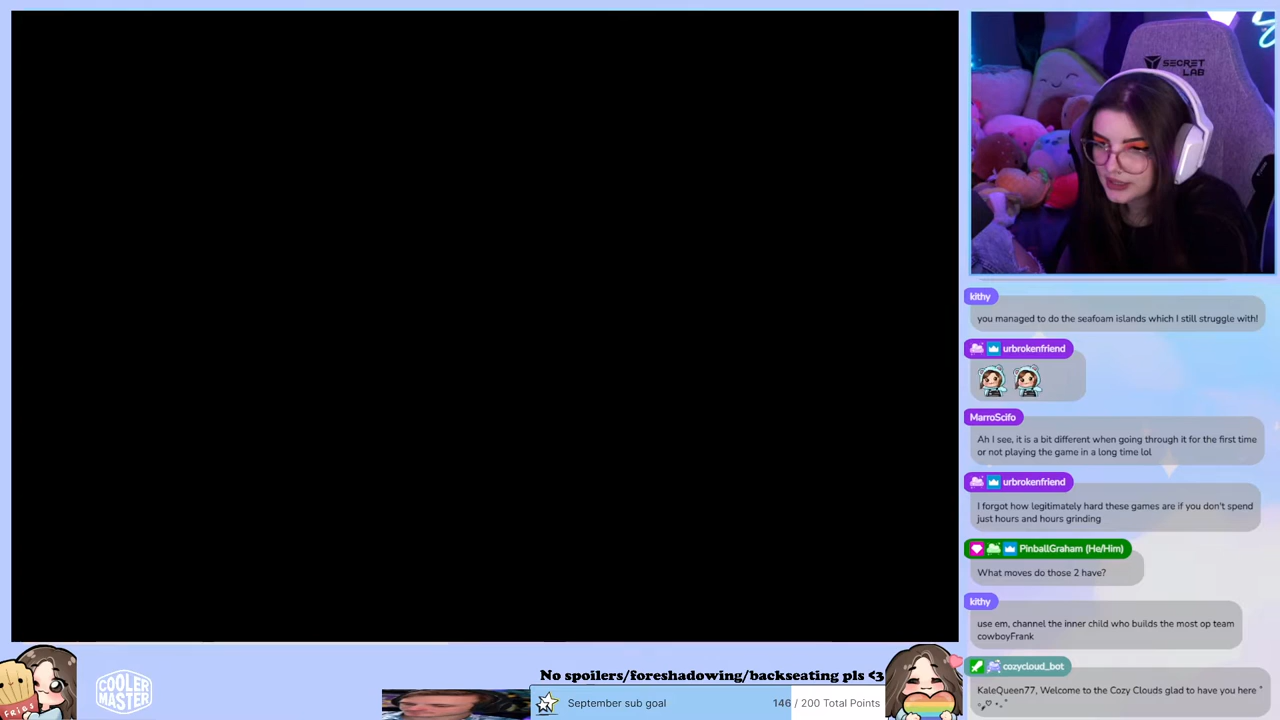 SECRET
LAB
kithy
you managed to do the seafoam islands which I still struggle with!
urbrokenfriend
MarroScifo
Ah I see, it is a bit different when going through it for the first time
or not playing the game in a long time lol
urbrokenfriend
I forgot how legitimately hard these games are if you don't spend
just hours and hours grinding
PinballGraham (He/Him)
What moves do those 2 have?
kithy
use em, channel the inner child who builds the most op team
cowboyFrank
cozycloud_bot
KaleQueen77, Welcome to the Cozy Clouds glad to have you here
FRIES
COOLER
MASTER
No spoilers/foreshadowing/backseating pls <3
September sub goal
146 / 200 Total Points